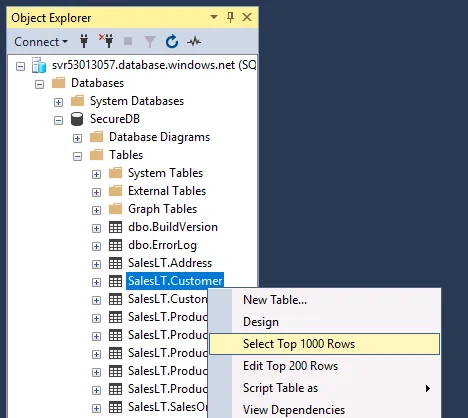 Object Explorer
Connect
svr53013057.database.windows.net (SQ
Databases
System Databases
SecureDB
Database Diagrams
Tables
System Tables
External Tables
Graph Tables
dbo.BuildVersion
dbo.ErrorLog
SalesLT.Address
SalesLT.Customer
SalesLT.Custo
SalesLT.Produc
SalesLT.Produc
SalesLT.Produc
SalesLT.Produc
SalesLT.Produc
SalesLT.SalesOr
New Table...
Design
Select Top 1000 Rows
Edit Top 200 Rows
Script Table as
View Dependencies